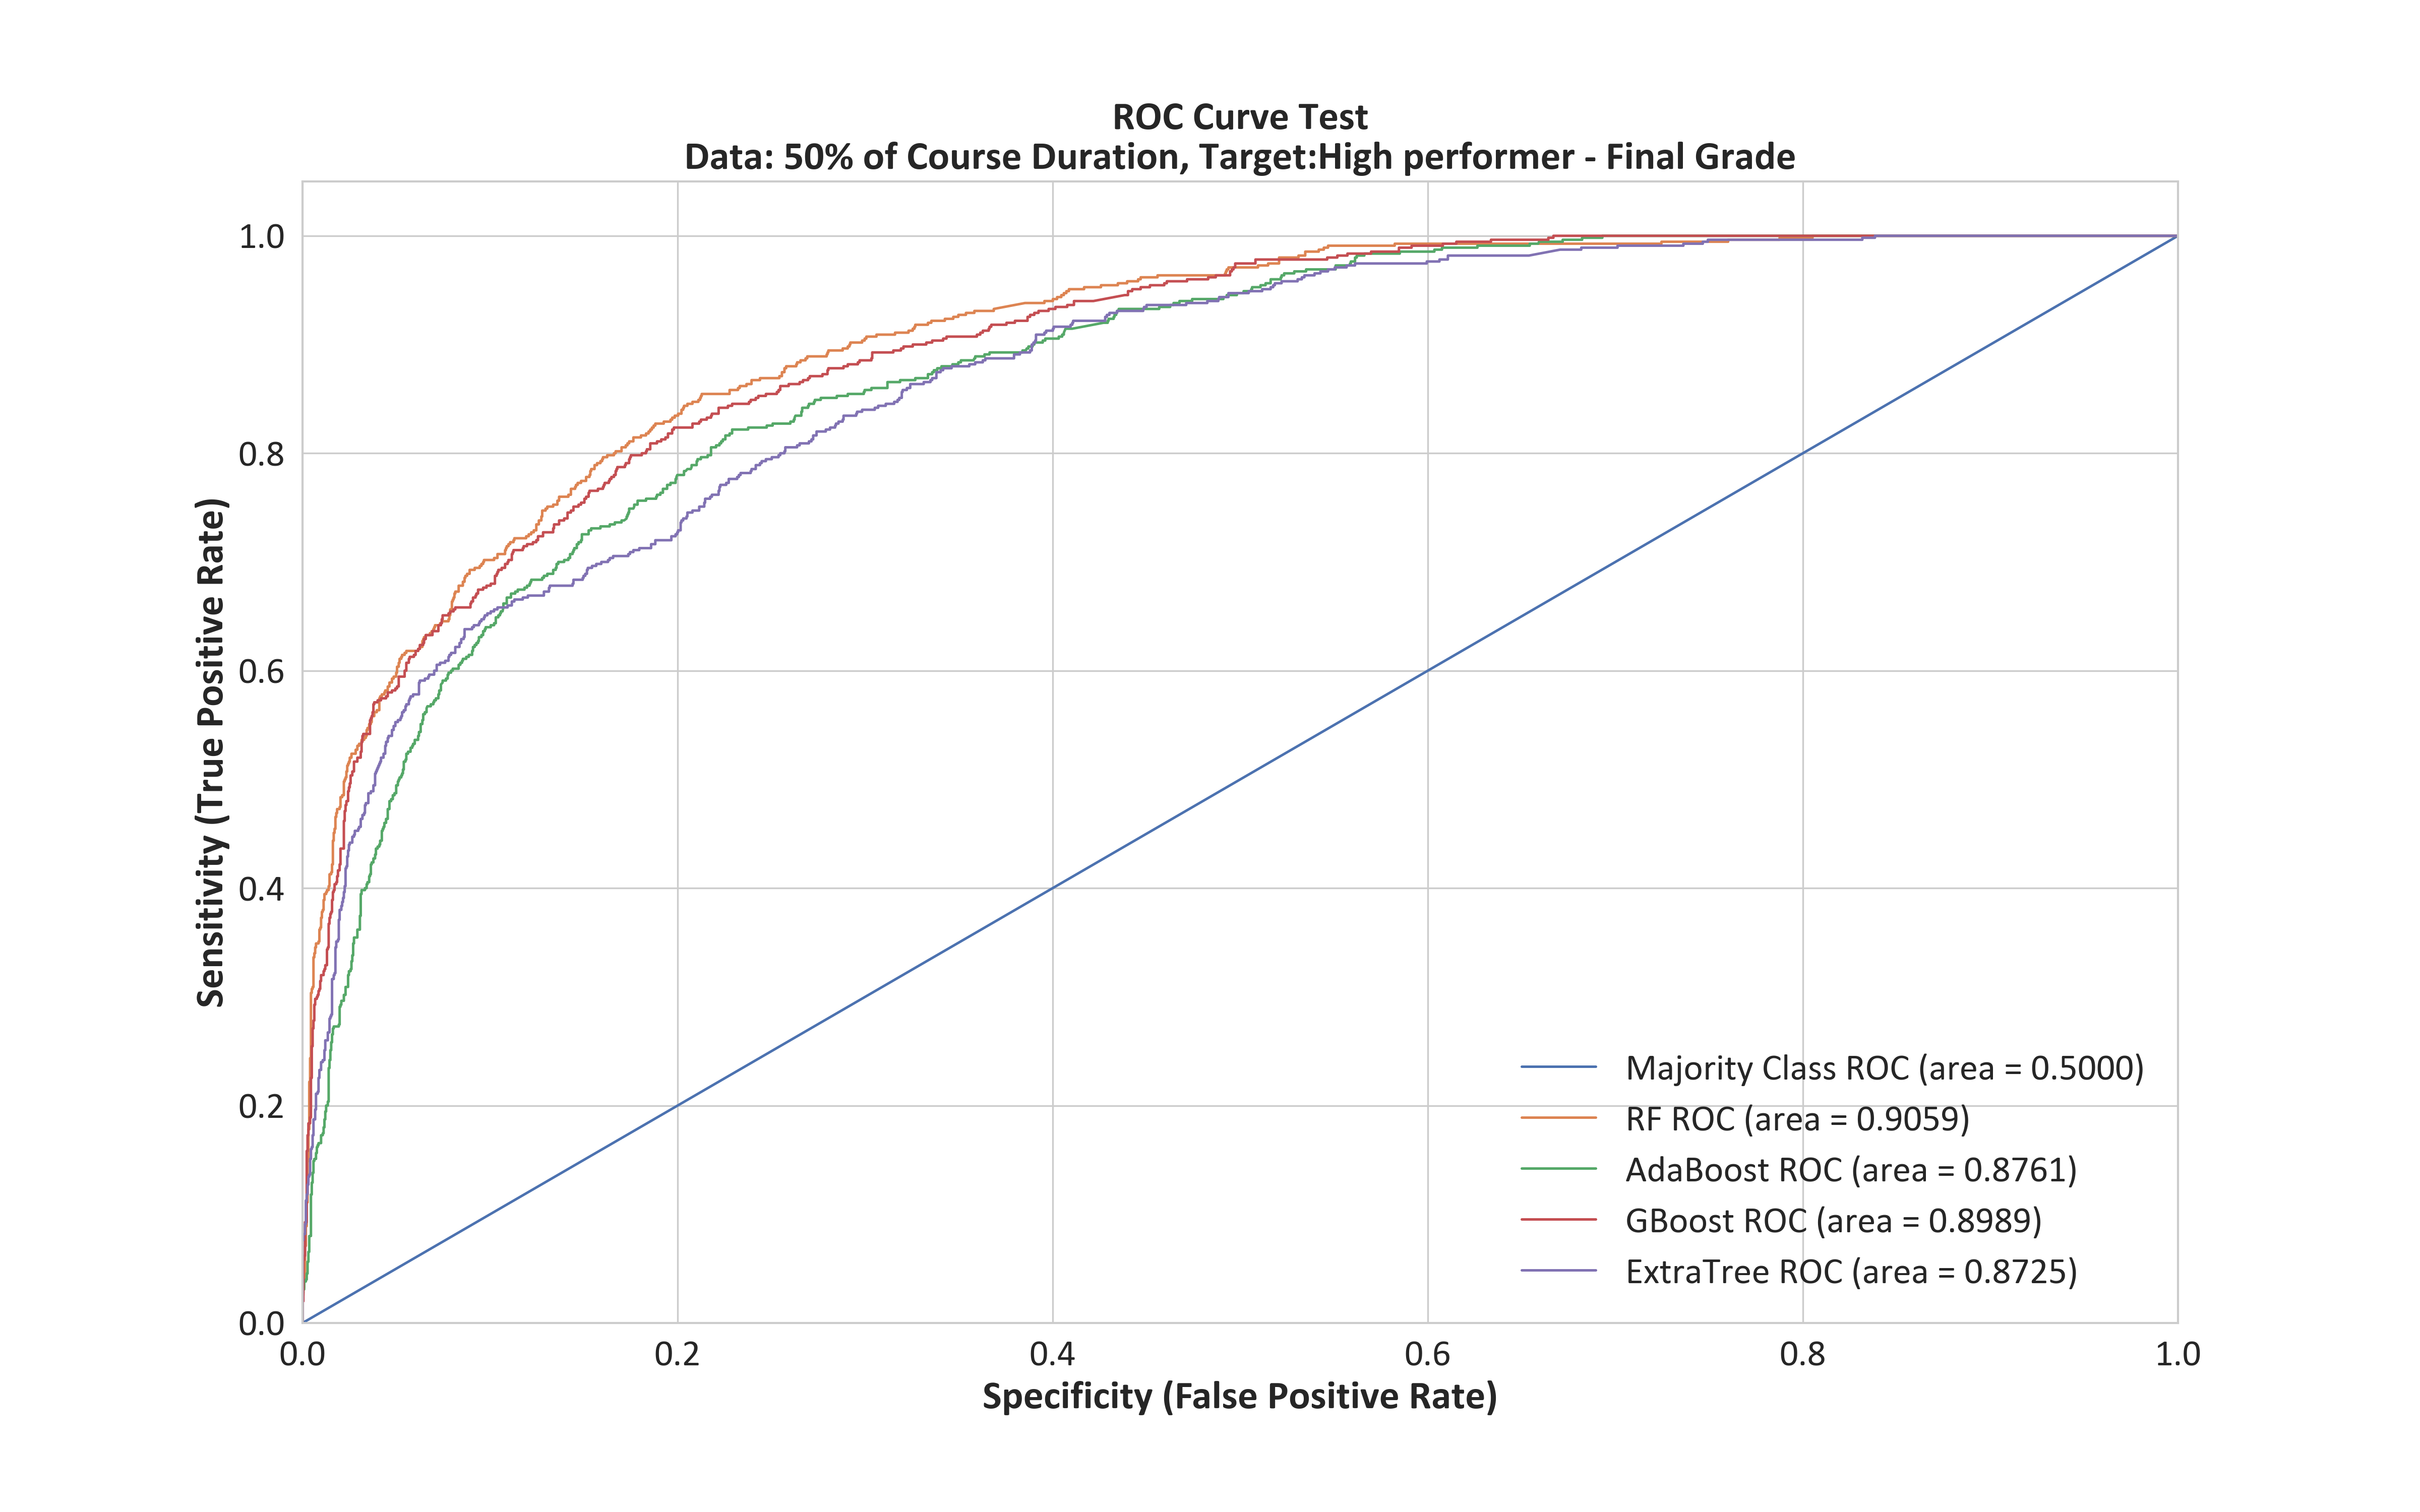 ROC Curve Test
Data: 50% of Course Duration, Target:High performer - Final Grade
Sensitivity (True Positive Rate)
1.0
0.8
0.6
0.4
0.2
0.0
0.0
0.2
0.4
0.6
0.8
1.0
Specificity (False Positive Rate)
Majority Class ROC (area = 0.5000)
RF ROC (area = 0.9059)
AdaBoost ROC (area = 0.8761)
GBoost ROC (area = 0.8989)
ExtraTree ROC (area = 0.8725)